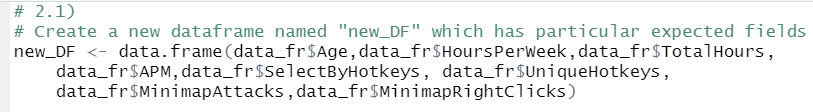 # 2.1)
# Create a new dataframe named "new_DF" which has particular expected fields
new_DF <- data.frame(data_fr$Age,data_fr$HoursPerWeek,data_fr$TotalHours,
    data_fr$APM,data_fr$SelectByHotkeys, data_fr$UniqueHotkeys,
    data_fr$MinimapAttacks,data_fr$MinimapRightClicks)